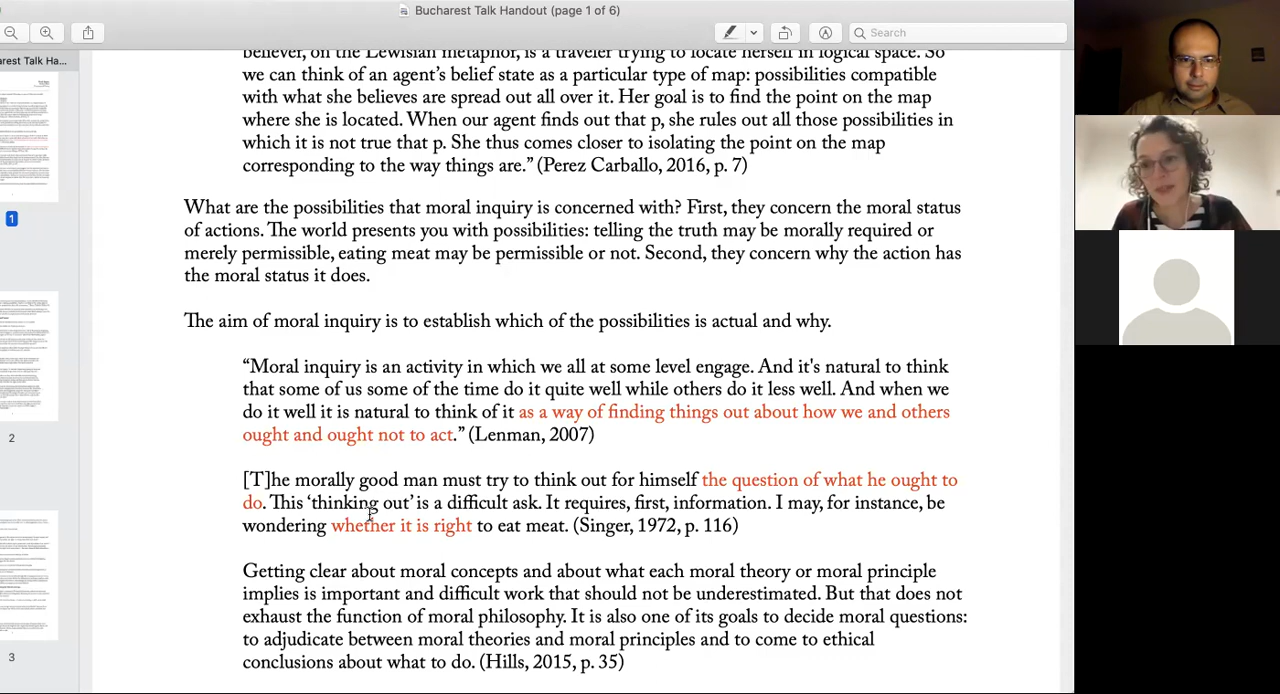 Bucharest Talk Handout (page 1 of 6)
Search
arest Talk Ha...
believer, on the Lewisian metaphor, is a traveler trying to locate herself in logical space. So
we can think of an agent's belief state as a particular type of map: possibilities compatible
with what she believes are spread out all over it. Her goal is to find the point on the map
where she is located. When our agent finds out that p, she rules out all those possibilities in
which it is not true that p. She thus comes closer to isolating the point on the map
corresponding to the way things are.” (Perez Carballo, 2016, p. 7)
What are the possibilities that moral inquiry is concerned with? First, they concern the moral status
of actions. The world presents you with possibilities: telling the truth may be morally required or
merely permissible, eating meat may be permissible or not. Second, they concern why the action has
the moral status it does.
The aim of moral inquiry is to establish which of the possibilities is actual and why.
“Moral inquiry is an activity in which we all at some level engage. And it's natural to think
that some of us some of the time do it quite well while others do it less well. And when we
do it well it is natural to think of it as a way of finding things out about how we and others
ought and ought not to act.” (Lenman, 2007)
[T]he morally good man must try to think out for himself the question of what he ought to
do. This ‘thinking out’ is a difficult ask. It requires, first, information. I may, for instance, be
wondering whether it is right to eat meat. (Singer, 1972, p. 116)
Getting clear about moral concepts and about what each moral theory or moral principle
implies is important and difficult work that should not be underestimated. But that does not
exhaust the function of moral philosophy. It is also one of its goals to decide moral questions:
to adjudicate between moral theories and moral principles and to come to ethical
conclusions about what to do. (Hills, 2015, p. 35)
1
2
3